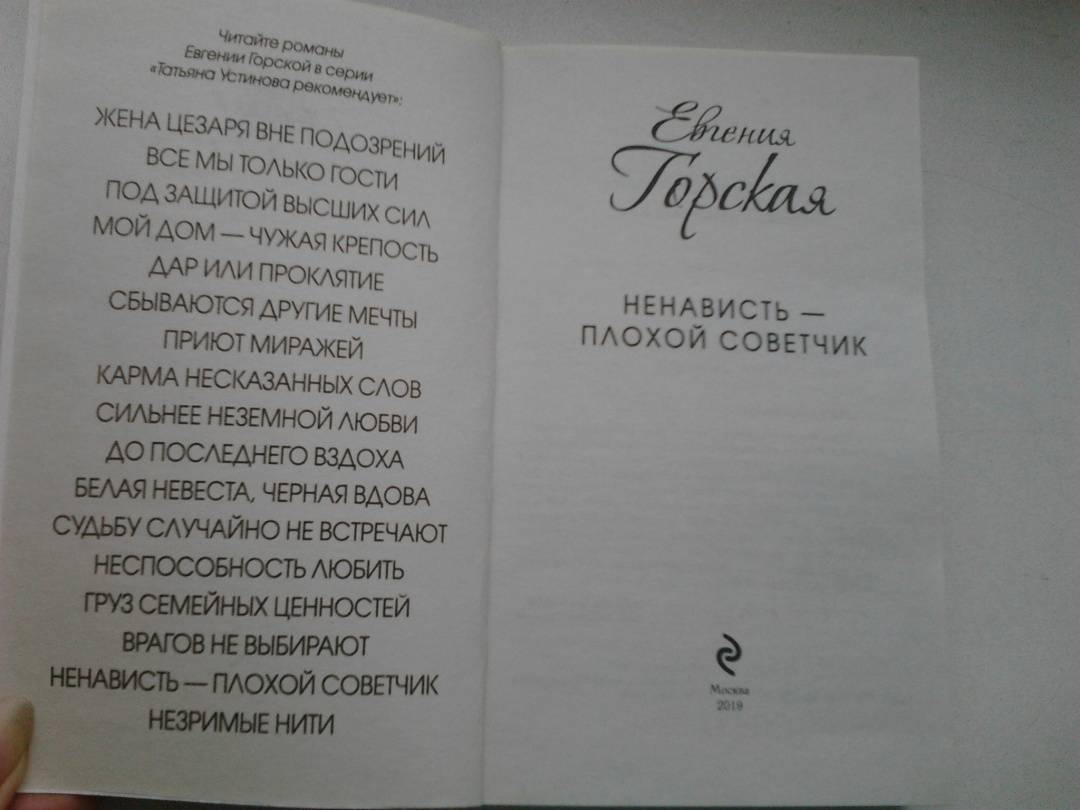 Читайте романы
Евгении Горской в серии
«Татьяна Устинова рекомендует»:
ЖЕНА ЦЕЗАРЯ ВНЕ ПОДОЗРЕНИЙ
ВСЕ МЫ ТОЛЬКО ГОСТИ
ПОД ЗАЩИТОЙ ВЫСШИХ СИЛ
МОЙ ДОМ — ЧУЖАЯ КРЕПОСТЬ
ДАР ИЛИ ПРОКЛЯТИЕ
СБЫВАЮТСЯ ДРУГИЕ МЕЧТЫ
ПРИЮТ МИРАЖЕЙ
КАРМА НЕСКАЗАННЫХ СЛОВ
СИЛЬНЕЕ НЕЗЕМНОЙ ЛЮБВИ
ДО ПОСЛЕДНЕГО ВЗДОХА
БЕЛАЯ НЕВЕСТА, ЧЕРНАЯ ВДОВА
СУДЬБУ СЛУЧАЙНО НЕ ВСТРЕЧАЮТ
НЕСПОСОБНОСТЬ ЛЮБИТЬ
ГРУЗ СЕМЕЙНЫХ ЦЕННОСТЕЙ
ВРАГОВ НЕ ВЫБИРАЮТ
НЕНАВИСТЬ — ПЛОХОЙ СОВЕТЧИК
НЕЗРИМЫЕ НИТИ
Евгения
Горская
НЕНАВИСТЬ —
ПЛОХОЙ СОВЕТЧИК
Москва
2019